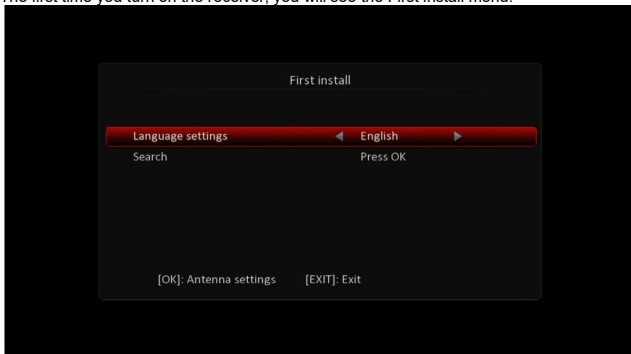 The first time you turn on the receiver, you will see the First install menu.
First install
Language settings English
Search Press OK
[OK]: Antenna settings [EXIT]: Exit